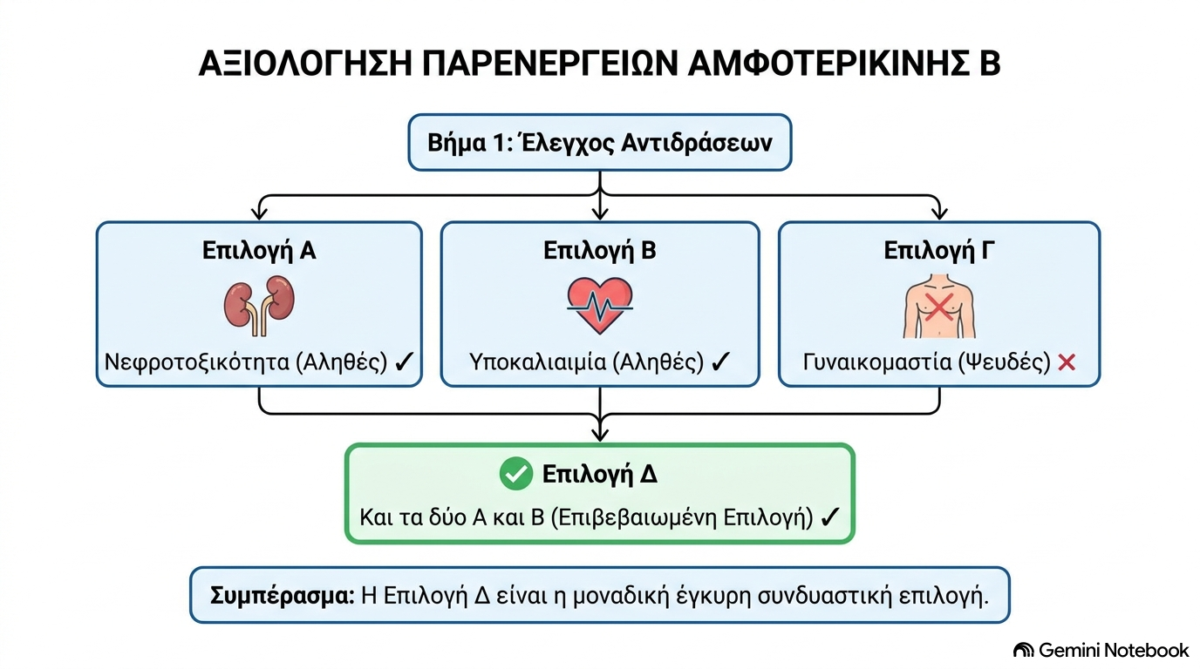 ΑΞΙΟΛΟΓΗΣΗ ΠΑΡΕΝΕΡΓΕΙΩΝ ΑΜΦΟΤΕΡΙΚΙΝΗΣ Β
Βήμα 1: Έλεγχος Αντιδράσεων
Επιλογή Α
Νεφροτοξικότητα (Αληθές) ✓
Επιλογή Β
Υποκαλιαιμία (Αληθές) ✓
Επιλογή Γ
Γυναικομαστία (Ψευδές) ✗
Επιλογή Δ
Και τα δύο Α και Β (Επιβεβαιωμένη Επιλογή) ✓
Συμπέρασμα: Η Επιλογή Δ είναι η μοναδική έγκυρη συνδυαστική επιλογή.
Gemini Notebook